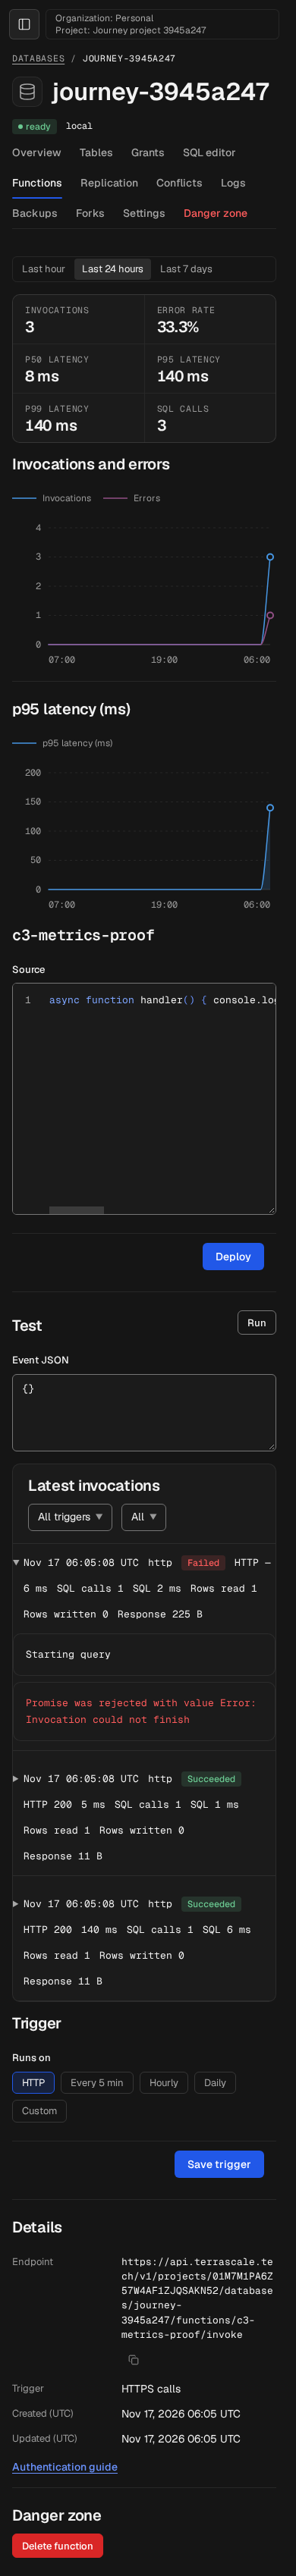 Organization: Personal
Project: Journey project 3945a247
DATABASES / JOURNEY-3945A247
journey-3945a247
ready local
Overview Tables Grants SQL editor
Functions Replication Conflicts Logs
Backups Forks Settings Danger zone
Last hour Last 24 hours Last 7 days
INVOCATIONS ERROR RATE
3 33.3%
P50 LATENCY P95 LATENCY
8 ms 140 ms
P99 LATENCY SQL CALLS
140 ms 3
Invocations and errors
Invocations Errors
4
3
2
1
0
07:00 19:00 06:00
p95 latency (ms)
p95 latency (ms)
200
150
100
50
0
07:00 19:00 06:00
c3-metrics-proof
Source
1 async function handler() { console.log
Deploy
Test Run
Event JSON
{}
Latest invocations
All triggers ▼ All ▼
▼ Nov 17 06:05:08 UTC http Failed HTTP —
6 ms SQL calls 1 SQL 2 ms Rows read 1
Rows written 0 Response 225 B
Starting query
Promise was rejected with value Error:
Invocation could not finish
▶ Nov 17 06:05:08 UTC http Succeeded
HTTP 200 5 ms SQL calls 1 SQL 1 ms
Rows read 1 Rows written 0
Response 11 B
▶ Nov 17 06:05:08 UTC http Succeeded
HTTP 200 140 ms SQL calls 1 SQL 6 ms
Rows read 1 Rows written 0
Response 11 B
Trigger
Runs on
HTTP Every 5 min Hourly Daily
Custom
Save trigger
Details
Endpoint https://api.terrascale.te
ch/v1/projects/01M7M1PA6Z
57W4AF1ZJQSAKN52/database
s/journey-
3945a247/functions/c3-
metrics-proof/invoke
Trigger HTTPS calls
Created (UTC) Nov 17, 2026 06:05 UTC
Updated (UTC) Nov 17, 2026 06:05 UTC
Authentication guide
Danger zone
Delete function